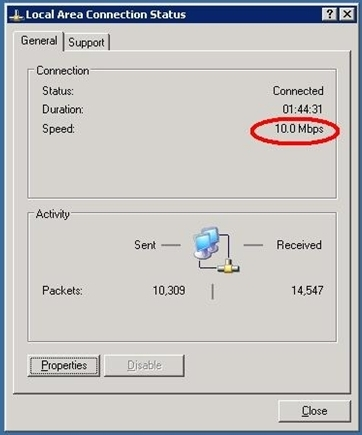 Local Area Connection Status
General Support
Connection
Status: Connected
Duration: 01:44:31
Speed: 10.0 Mbps
Activity
Sent — — Received
Packets: 10,309 | 14,547
Properties Disable
Close